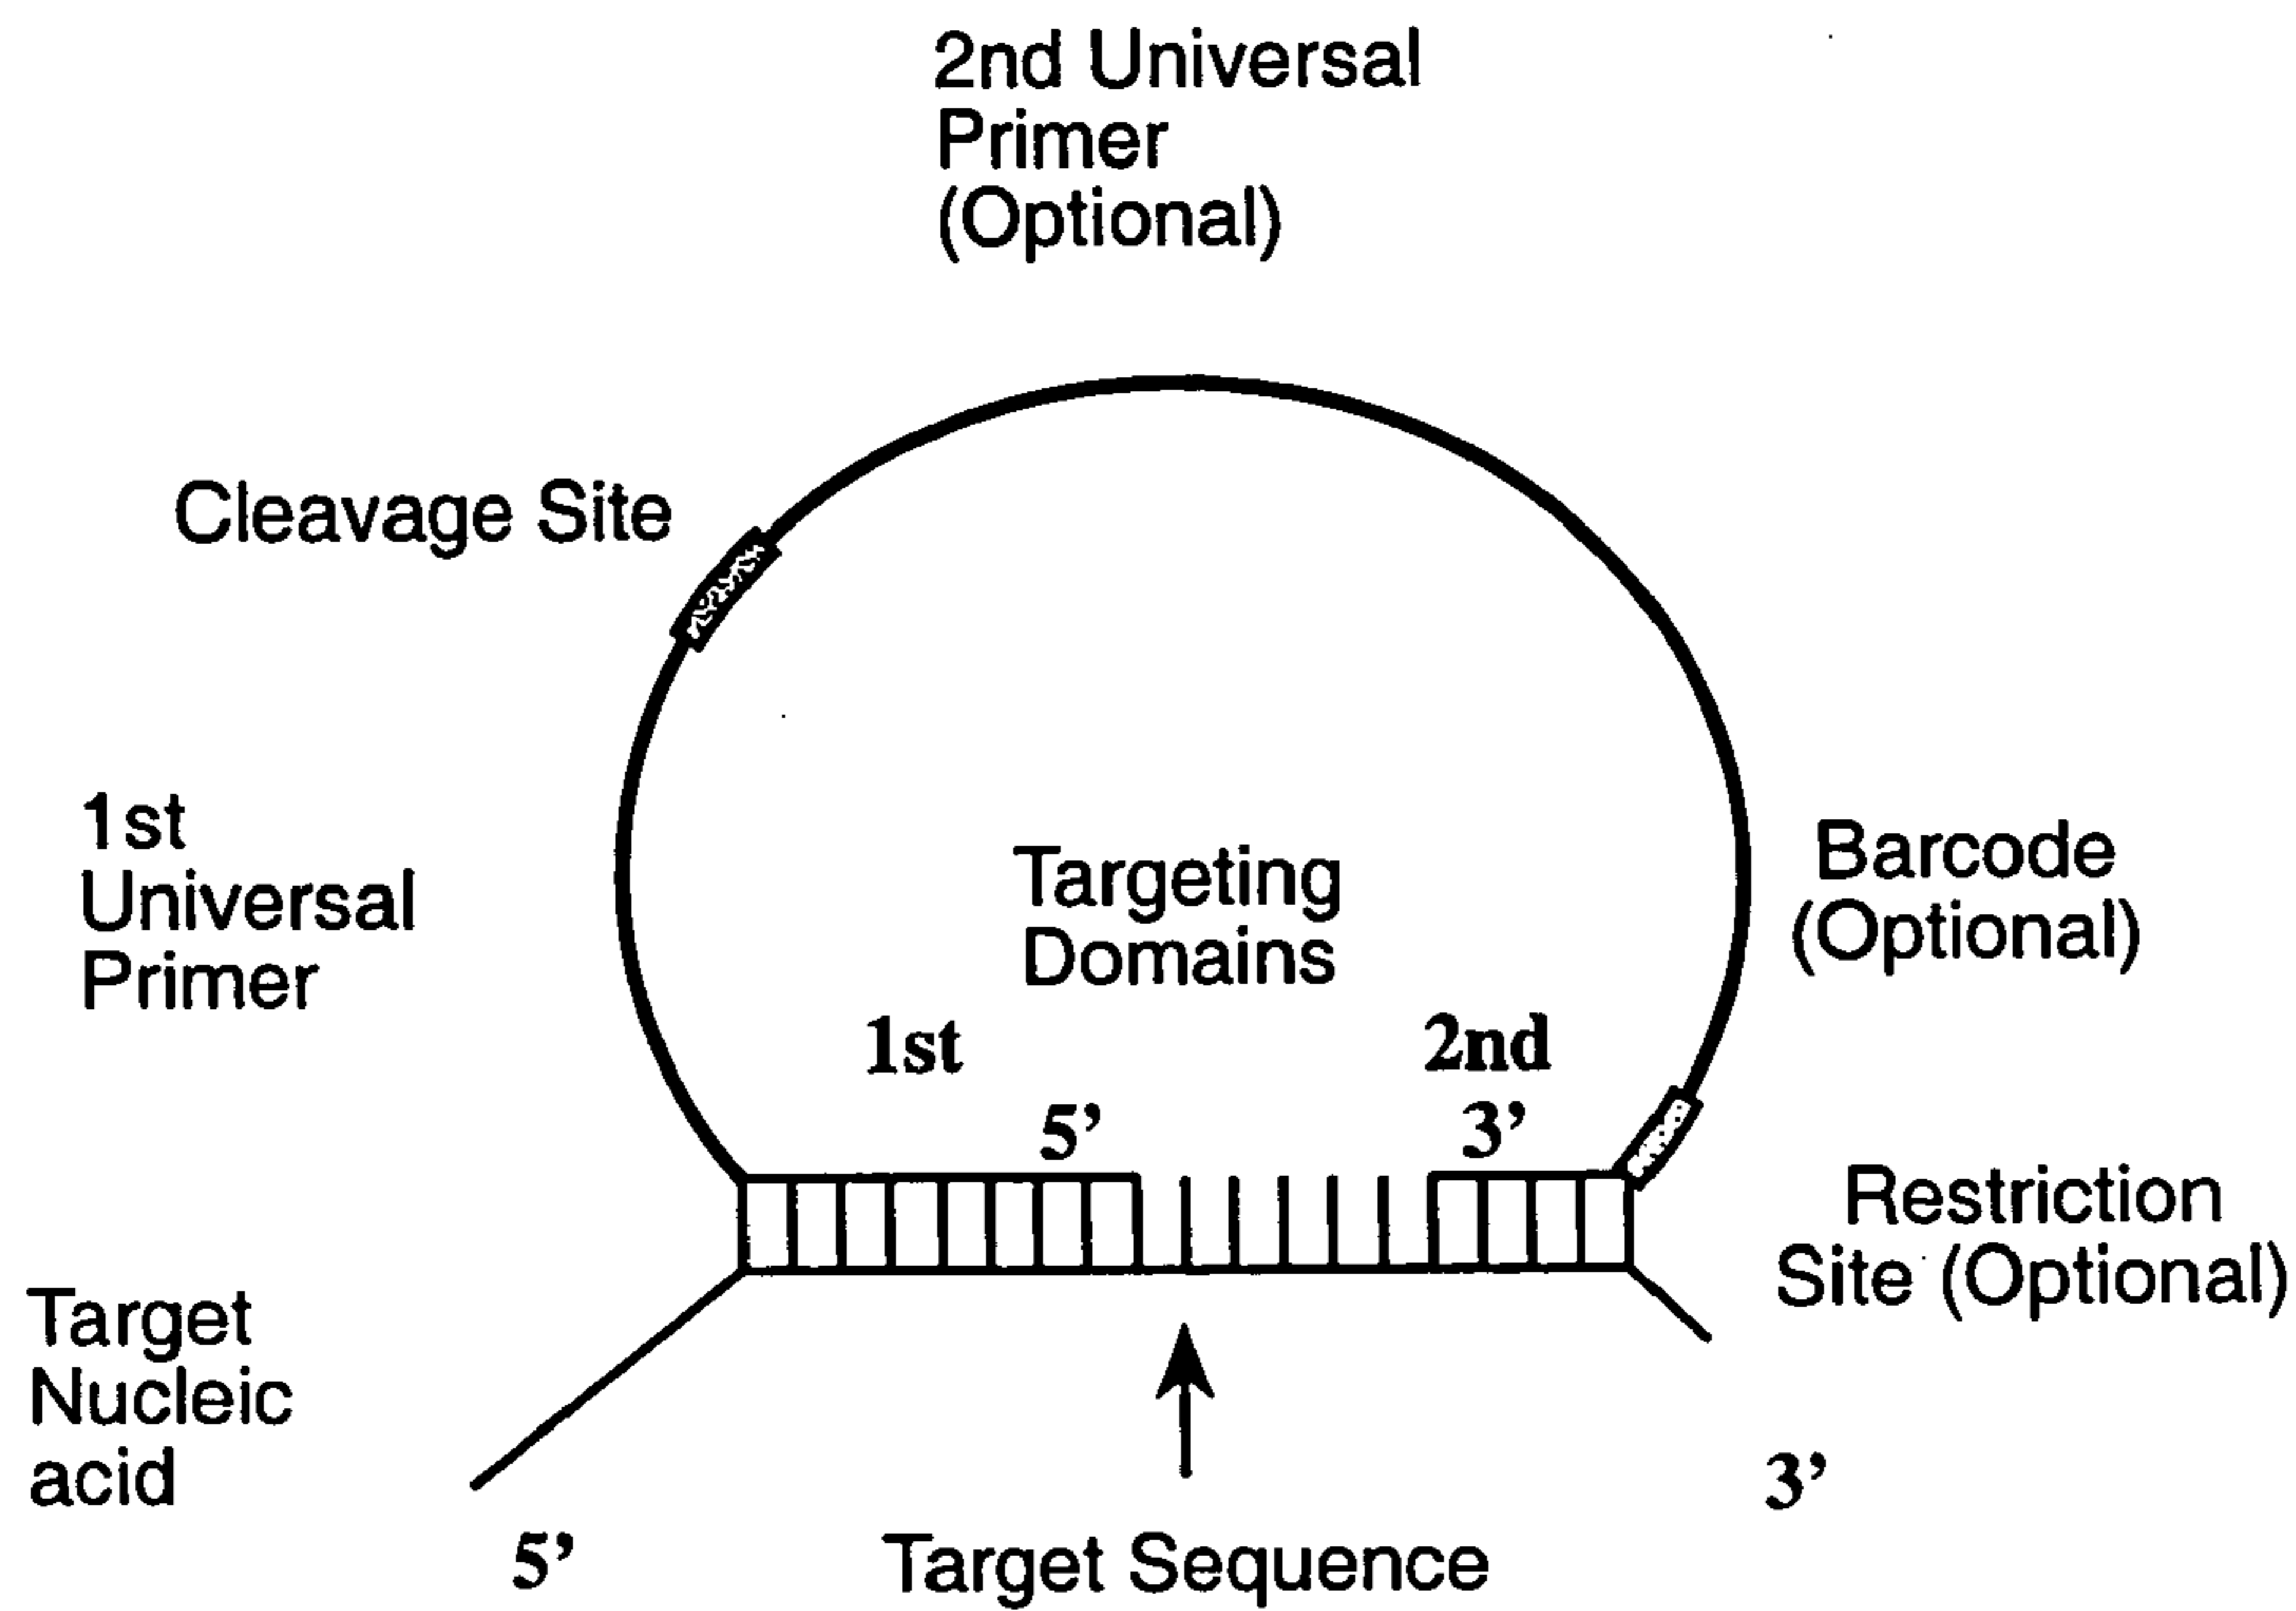 2nd Universal
Primer
(Optional)
Cleavage Site
1st
Universal
Primer
Targeting
Domains
Barcode
(Optional)
1st
2nd
5’
3’
Restriction
Site (Optional)
Target
Nucleic
acid
3’
5’
Target Sequence